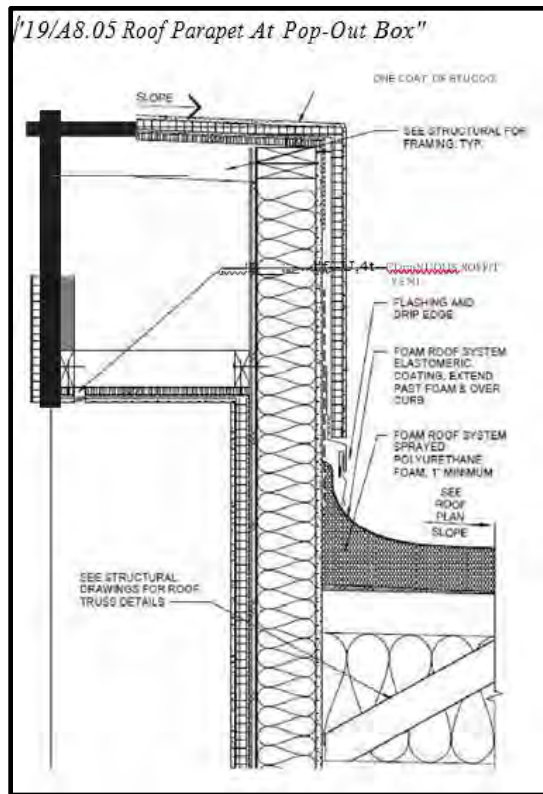 /'19/A8.05 Roof Parapet At Pop-Out Box"
ONE COAT OF STUCCO
SLOPE
SEE STRUCTURAL FOR
FRAMING, TYP.
FLASHING AND
DRIP EDGE
FOAM ROOF SYSTEM
ELASTOMERIC
COATING, EXTEND
PAST FOAM & OVER
CURB
FOAM ROOF SYSTEM
SPRAYED
POLYURETHANE
FOAM, 1" MINIMUM
SEE
ROOF
PLAN
SLOPE
SEE STRUCTURAL
DRAWINGS FOR ROOF
TRUSS DETAILS